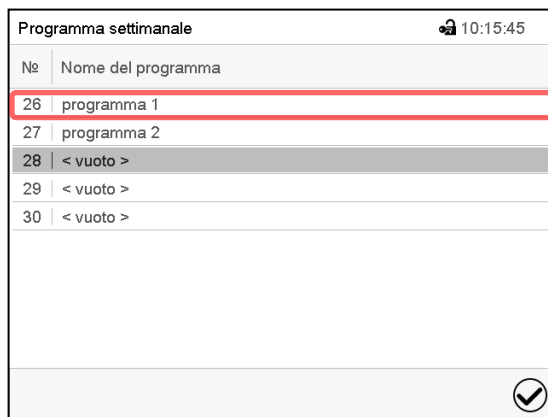 Programma settimanale 10:15:45
№ Nome del programma
26 programma 1
27 programma 2
28 < vuoto >
29 < vuoto >
30 < vuoto >